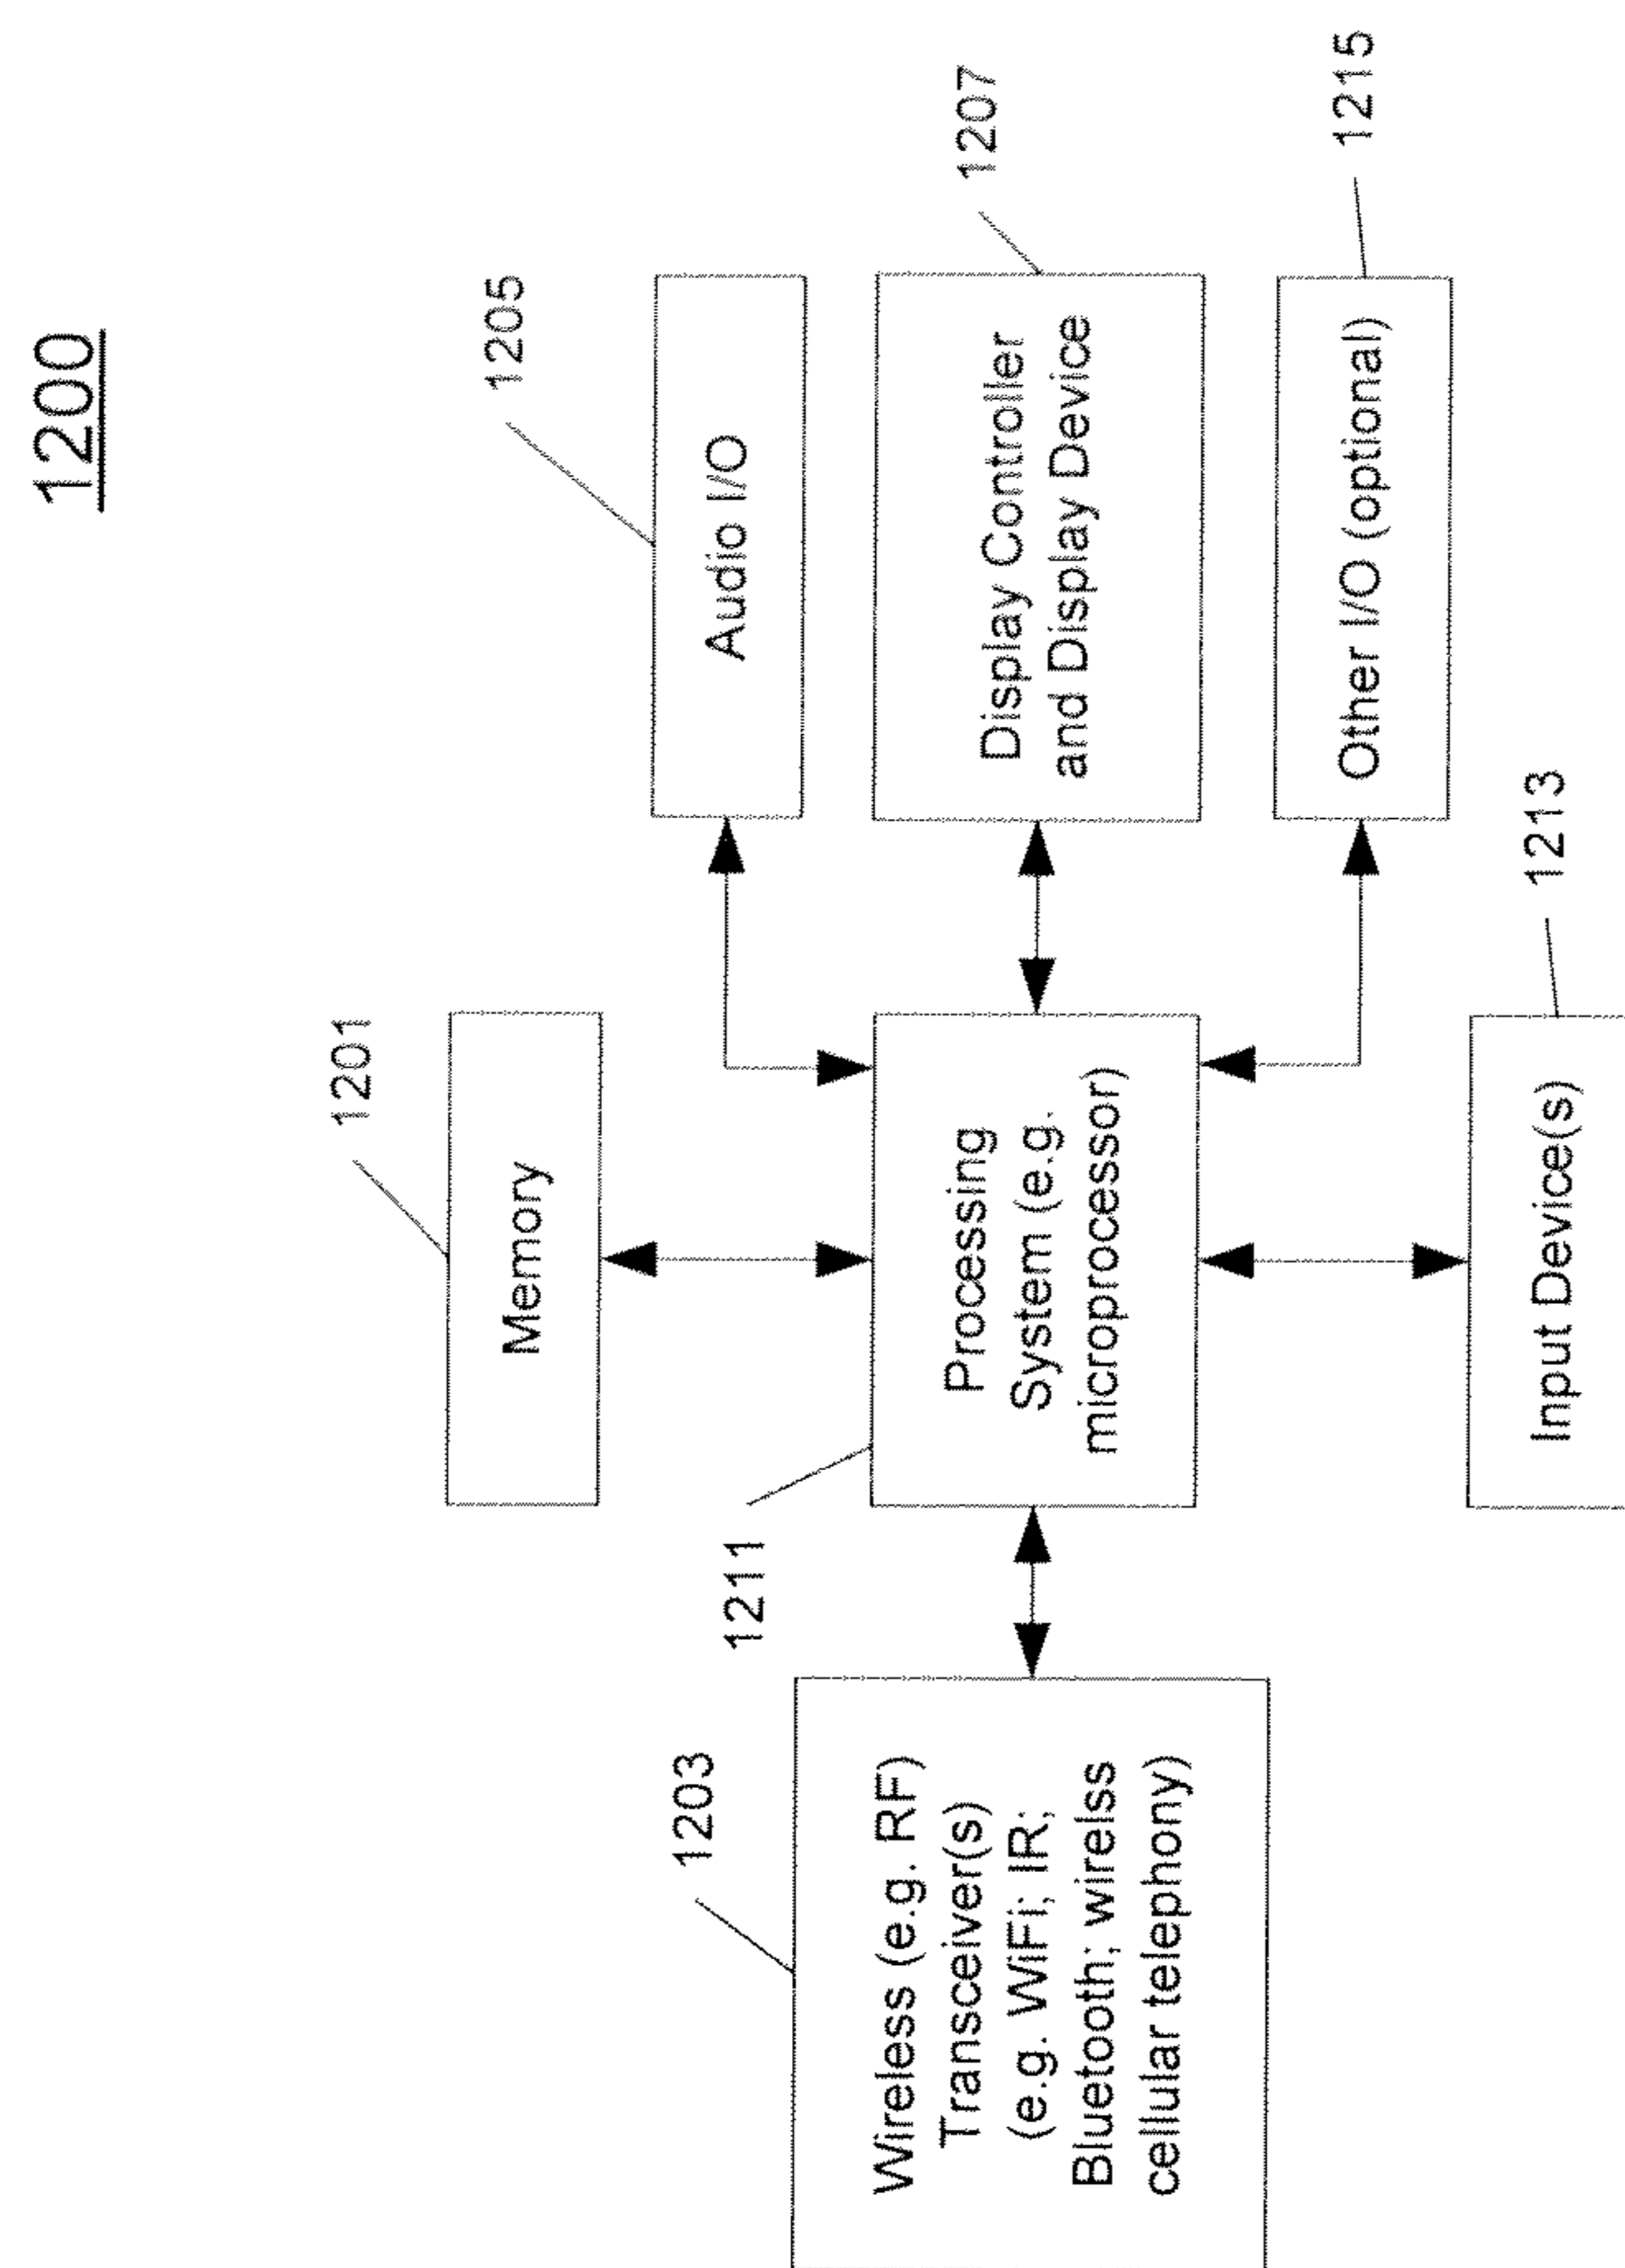 1200
1201
Memory
1205
Audio I/O
1203
Wireless (e.g. RF)
Transceiver(s)
(e.g. WiFi; IR;
Bluetooth; wirelss
cellular telephony)
1211
Processing
System (e.g.
microprocessor)
1207
Display Controller
and Display Device
1215
Other I/O (optional)
1213
Input Device(s)